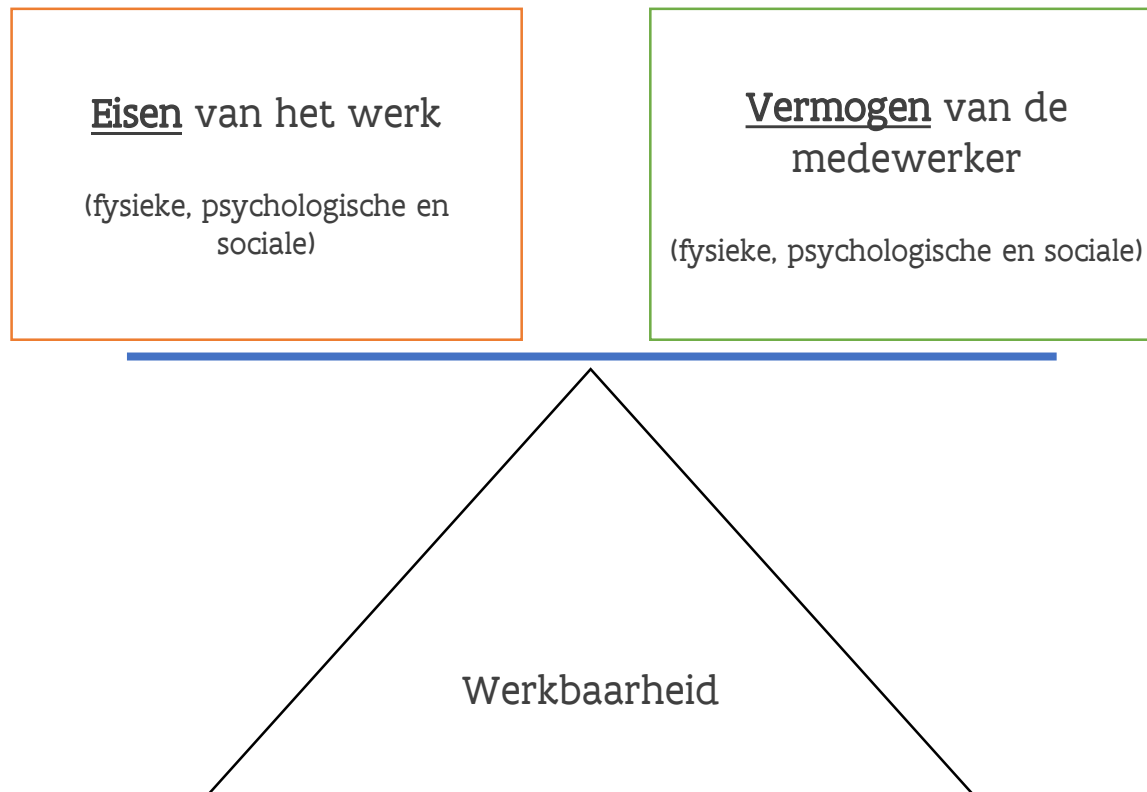 Eisen van het werk
(fysieke, psychologische en
sociale)
Vermogen van de
medewerker
(fysieke, psychologische en sociale)
Werkbaarheid